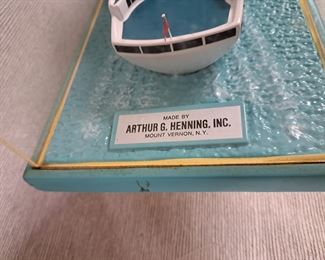 MADE BY
ARTHUR G. HENNING, INC.
MOUNT VERNON, N.Y.